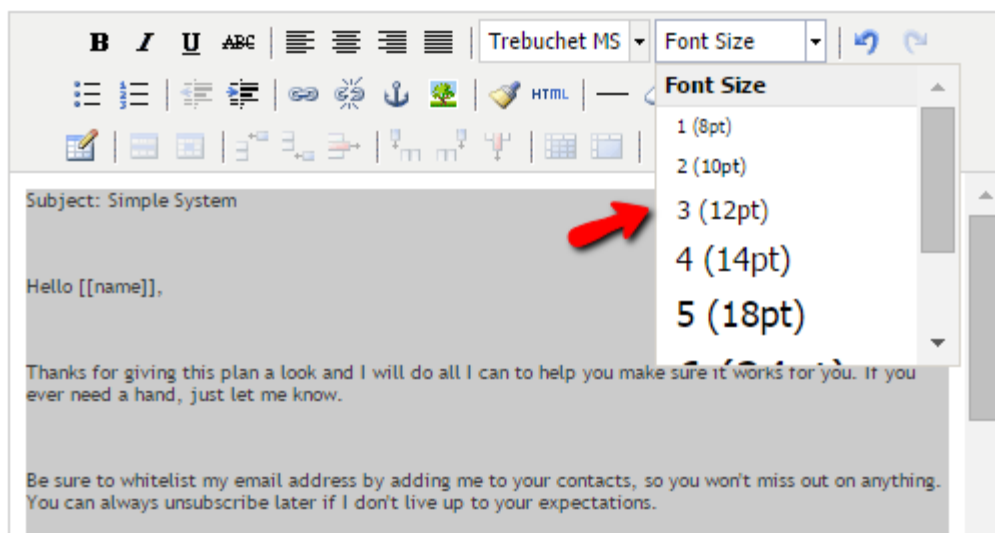 B I U ABC Trebuchet MS Font Size
HTML
Font Size
1 (8pt)
2 (10pt)
3 (12pt)
4 (14pt)
5 (18pt)
Subject: Simple System
Hello [[name]],
Thanks for giving this plan a look and I will do all I can to help you make sure it works for you. If you
ever need a hand, just let me know.
Be sure to whitelist my email address by adding me to your contacts, so you won't miss out on anything.
You can always unsubscribe later if I don't live up to your expectations.